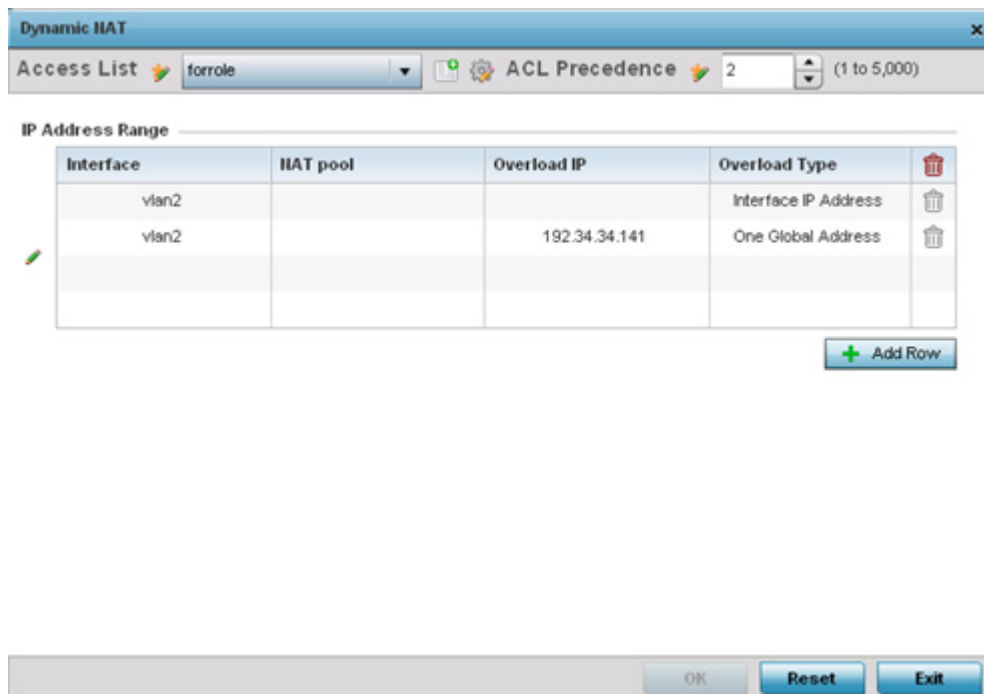 Dynamic NAT
Access List forrole ACL Precedence 2 (1 to 5,000)
IP Address Range
Interface NAT pool Overload IP Overload Type
vlan2 Interface IP Address
vlan2 192.34.34.141 One Global Address
Add Row
OK Reset Exit